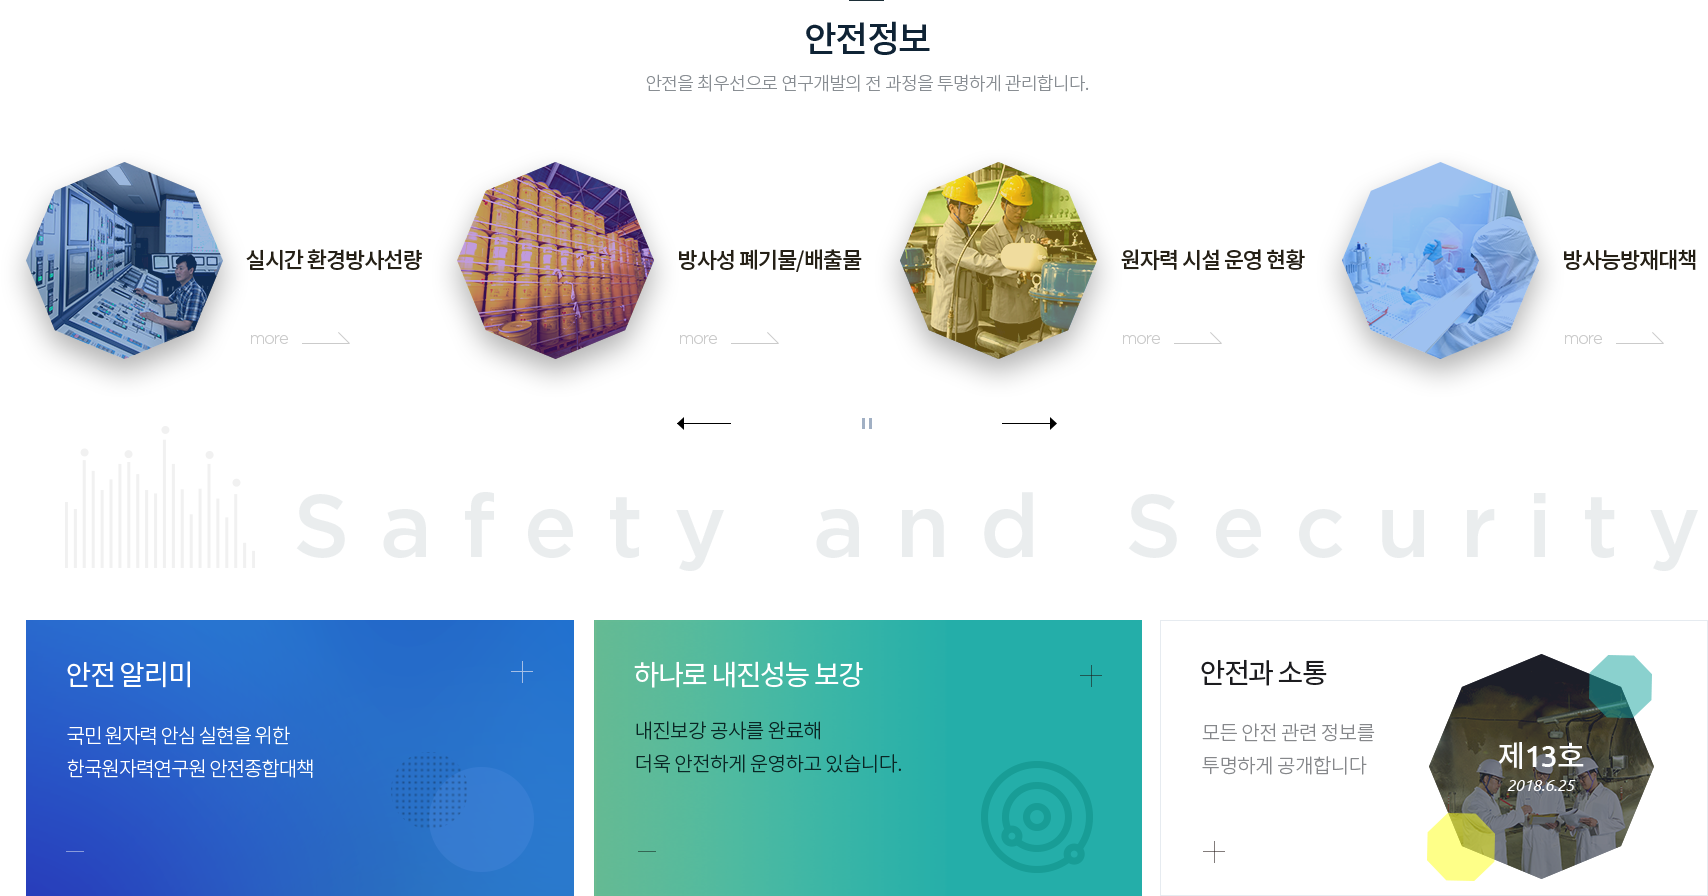 안전정보
안전을 최우선으로 연구개발의 전 과정을 투명하게 관리합니다.
실시간 환경방사선량
more
방사성 폐기물/배출물
more
원자력 시설 운영 현황
more
방사능방재대책
more
Safety and Security
안전 알리미
국민 원자력 안심 실현을 위한
한국원자력연구원 안전종합대책
하나로 내진성능 보강
내진보강 공사를 완료해
더욱 안전하게 운영하고 있습니다.
안전과 소통
모든 안전 관련 정보를
투명하게 공개합니다
제13호
2018.6.25